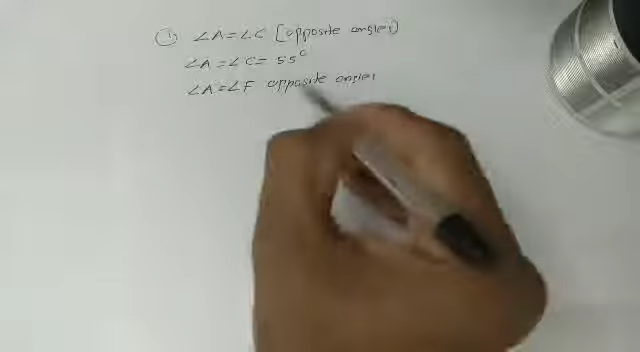 ① ∠A = ∠C [opposite angles)
∠A = ∠C = 55°
∠A = ∠F opposite angles